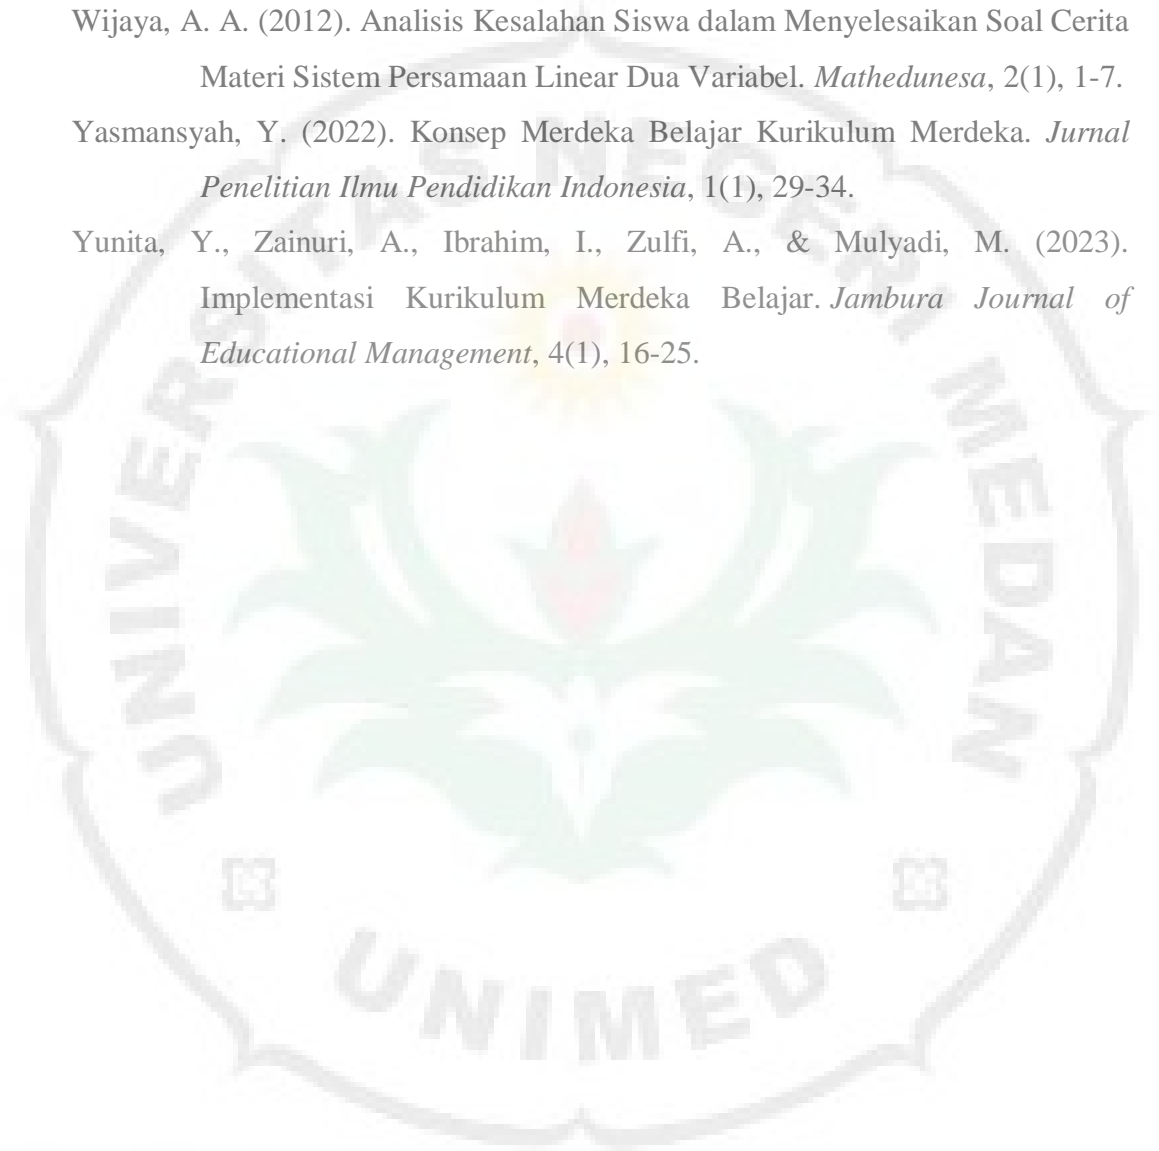 Wijaya, A. A. (2012). Analisis Kesalahan Siswa dalam Menyelesaikan Soal Cerita
Materi Sistem Persamaan Linear Dua Variabel. Mathedunesa, 2(1), 1-7.
Yasmansyah, Y. (2022). Konsep Merdeka Belajar Kurikulum Merdeka. Jurnal
Penelitian Ilmu Pendidikan Indonesia, 1(1), 29-34.
Yunita, Y., Zainuri, A., Ibrahim, I., Zulfi, A., & Mulyadi, M. (2023).
Implementasi Kurikulum Merdeka Belajar. Jambura Journal of
Educational Management, 4(1), 16-25.
UNIVERSITAS NEGERI MEDAN
UNIMED